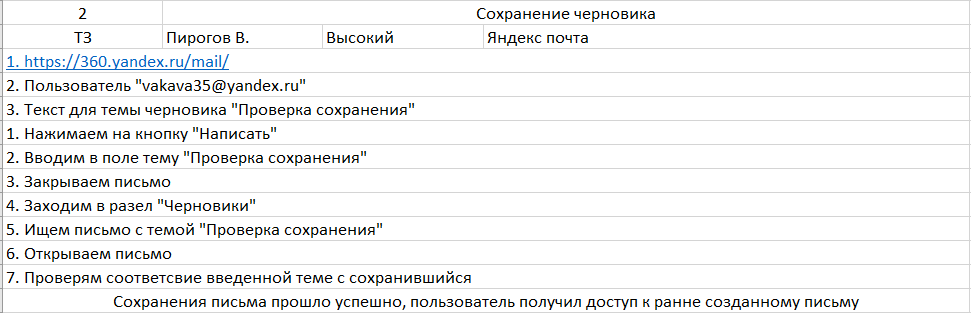 2 Сохранение черновика
ТЗ Пирогов В. Высокий Яндекс почта
1. https://360.yandex.ru/mail/
2. Пользователь "vakava35@yandex.ru"
3. Текст для темы черновика "Проверка сохранения"
1. Нажимаем на кнопку "Написать"
2. Вводим в поле тему "Проверка сохранения"
3. Закрываем письмо
4. Заходим в разел "Черновики"
5. Ищем письмо с темой "Проверка сохранения"
6. Открываем письмо
7. Проверям соответсвие введенной теме с сохранившийся
Сохранения письма прошло успешно, пользователь получил доступ к ранне созданному письму